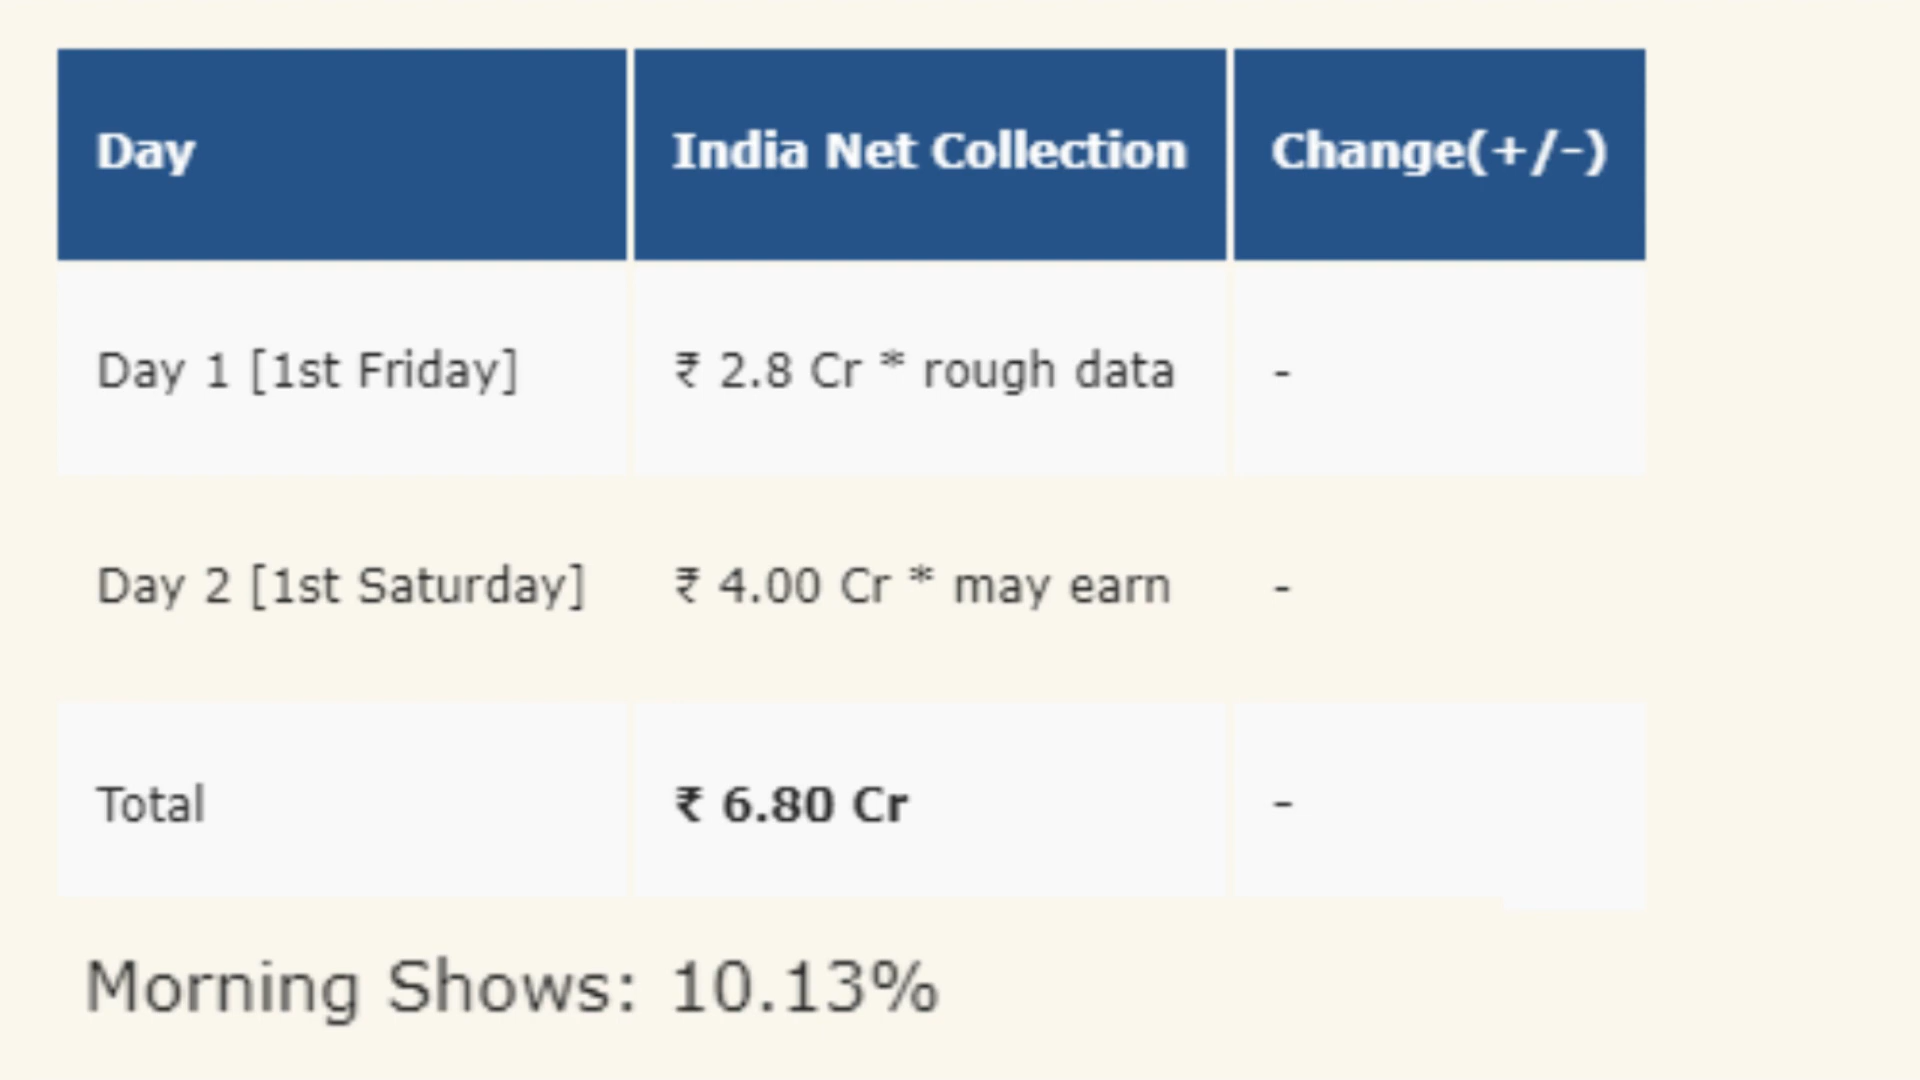 Day India Net Collection Change(+/-)
Day 1 [1st Friday] ₹ 2.8 Cr * rough data -
Day 2 [1st Saturday] ₹ 4.00 Cr * may earn -
Total ₹ 6.80 Cr -
Morning Shows: 10.13%